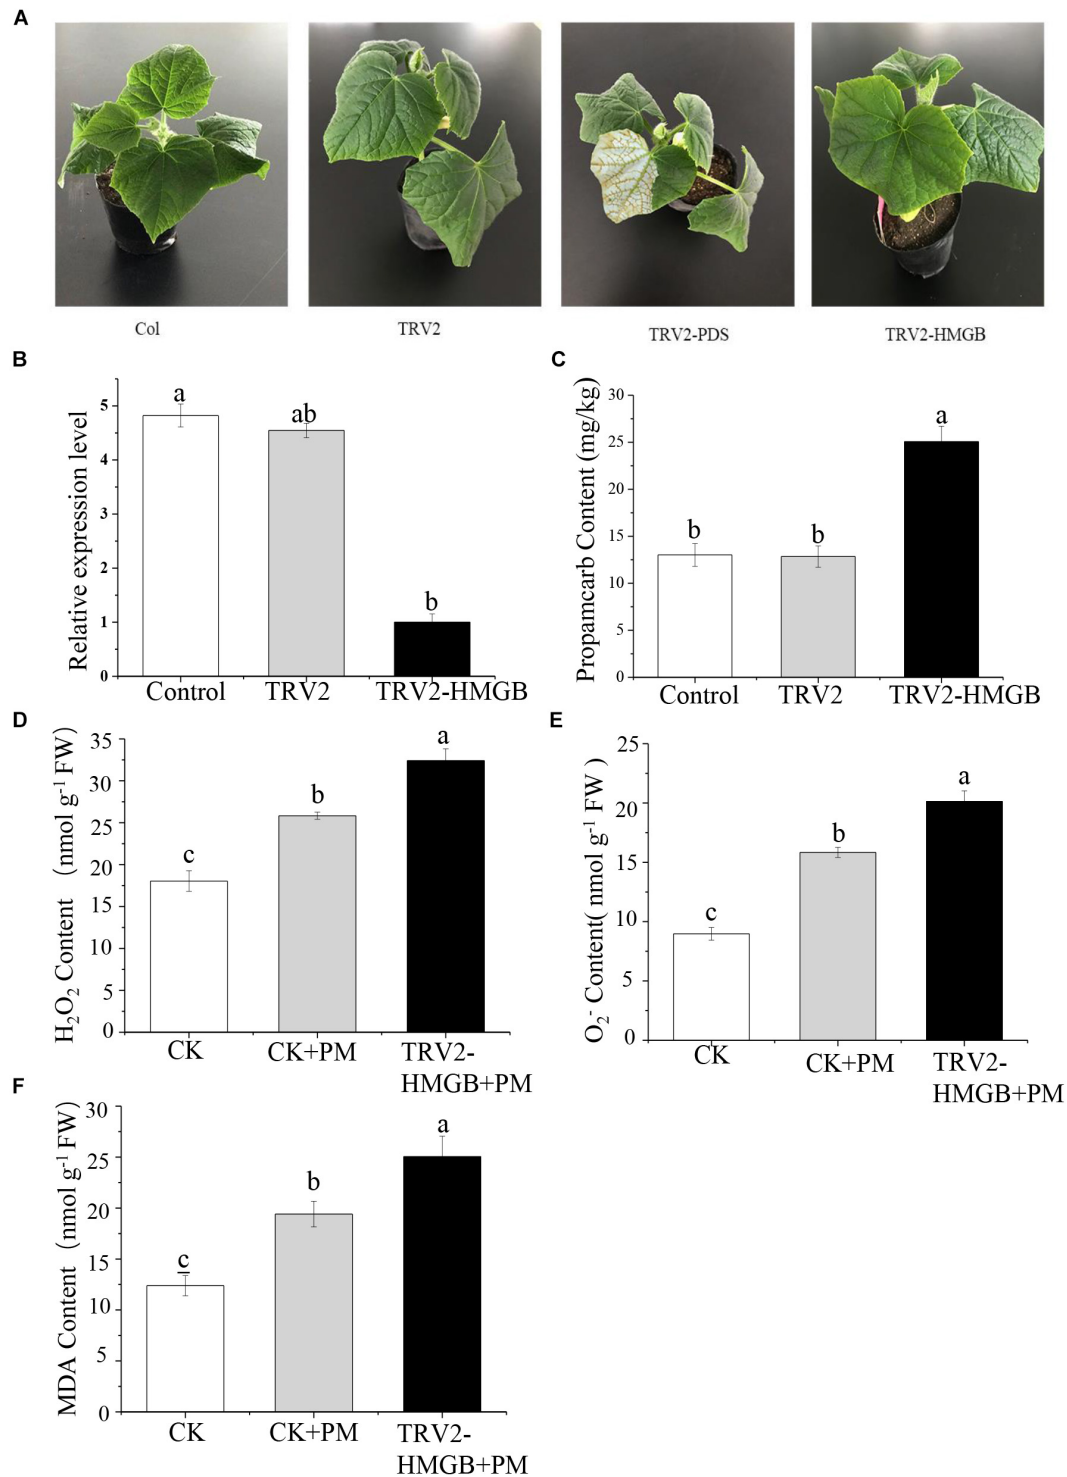 A
Col
TRV2
TRV2-PDS
TRV2-HMGB
B
Relative expression level
5
4
3
2
1
0
a
ab
b
Control
TRV2
TRV2-HMGB
C
Propamcarb Content (mg/kg)
30
25
20
15
10
5
0
b
b
a
Control
TRV2
TRV2-HMGB
D
H₂O₂ Content (nmol g⁻¹ FW)
35
30
25
20
15
10
5
0
c
b
a
CK
CK+PM
TRV2-
HMGB+PM
E
O₂- Content( nmol g⁻¹ FW )
25
20
15
10
5
0
c
b
a
CK
CK+PM
TRV2-
HMGB+PM
F
MDA Content (nmol g⁻¹ FW)
30
25
20
15
10
5
0
c
b
a
CK
CK+PM
TRV2-
HMGB+PM